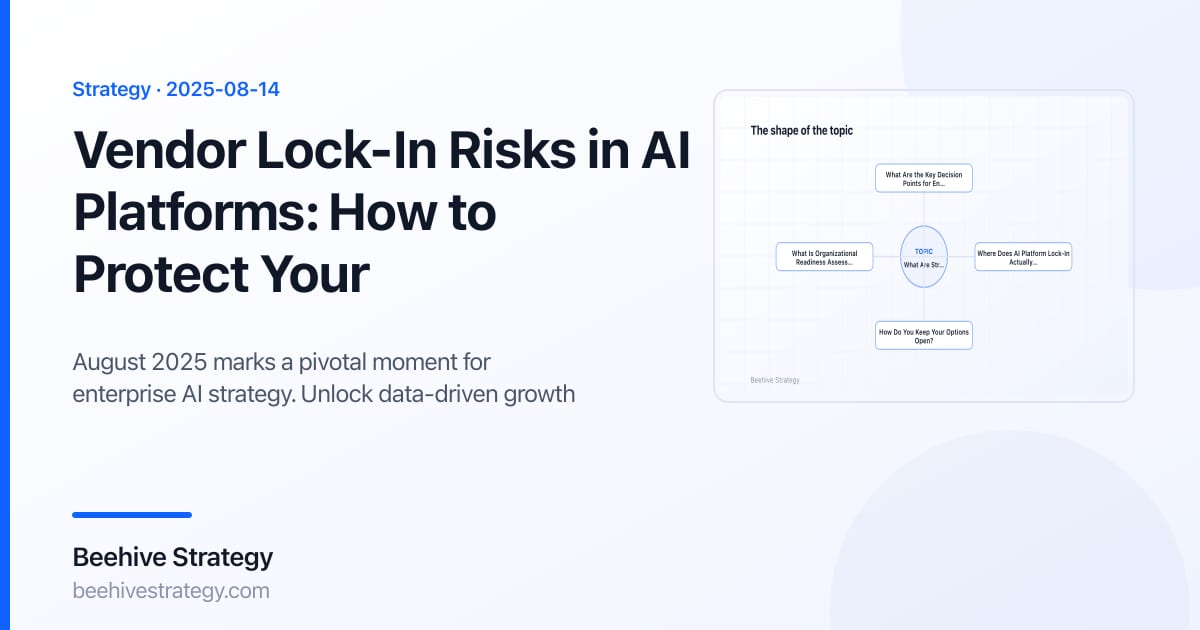 Strategy · 2025-08-14
Vendor Lock-In Risks in AI
Platforms: How to
Protect Your
August 2025 marks a pivotal moment for
enterprise AI strategy. Unlock data-driven growth
Beehive Strategy
beehivestrategy.com
The shape of the topic
What Are the Key Decision
Points for En...
What Is Organizational
Readiness Assess...
TOPIC
What Are Str...
Where Does AI Platform Lock-In
Actually...
How Do You Keep Your Options
Open?
Beehive Strategy